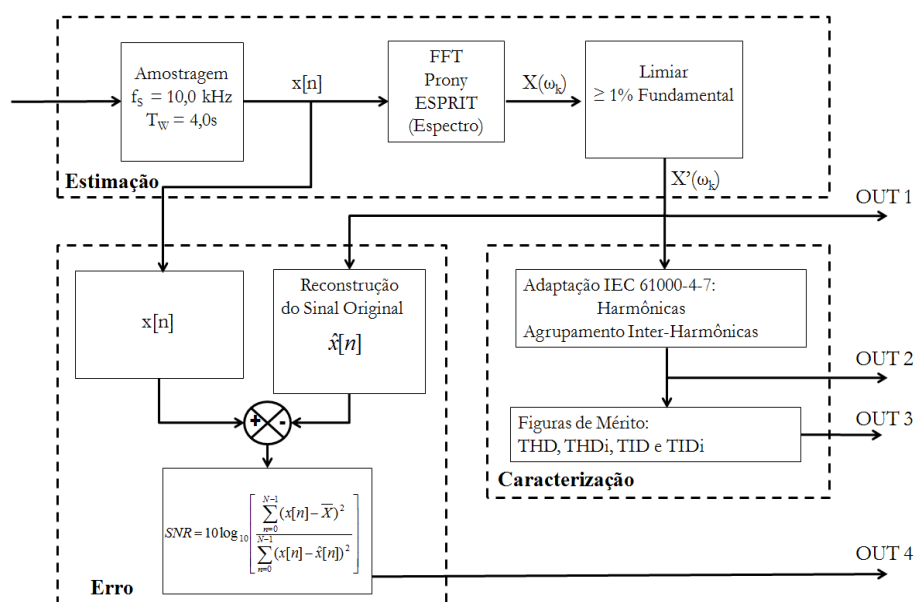 Amostragem
fS = 10,0 kHz
TW = 4,0s
x[n]
FFT
Prony
ESPRIT
(Espectro)
X(ωk)
Limiar
≥ 1% Fundamental
Estimação
X'(ωk)
OUT 1
x[n]
Reconstrução
do Sinal Original
x̂[n]
Adaptação IEC 61000-4-7:
Harmônicas
Agrupamento Inter-Harmônicas
OUT 2
+ -
Figuras de Mérito:
THD, THDi, TID e TIDi
OUT 3
Caracterização
SNR = 10 log10 [ ∑_{n=0}^{N-1} (x[n] - X̅)² / ∑_{n=0}^{N-1} (x[n] - x̂[n])² ]
OUT 4
Erro